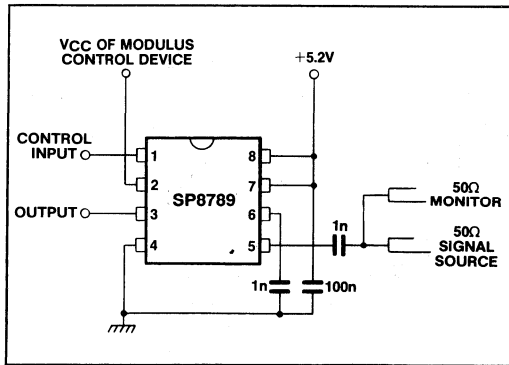 VCC OF MODULUS
CONTROL DEVICE
+5.2V
CONTROL
INPUT
OUTPUT
1
2
3
4
SP8789
8
7
6
5
1n
50Ω
MONITOR
50Ω
SIGNAL
SOURCE
1n
100n